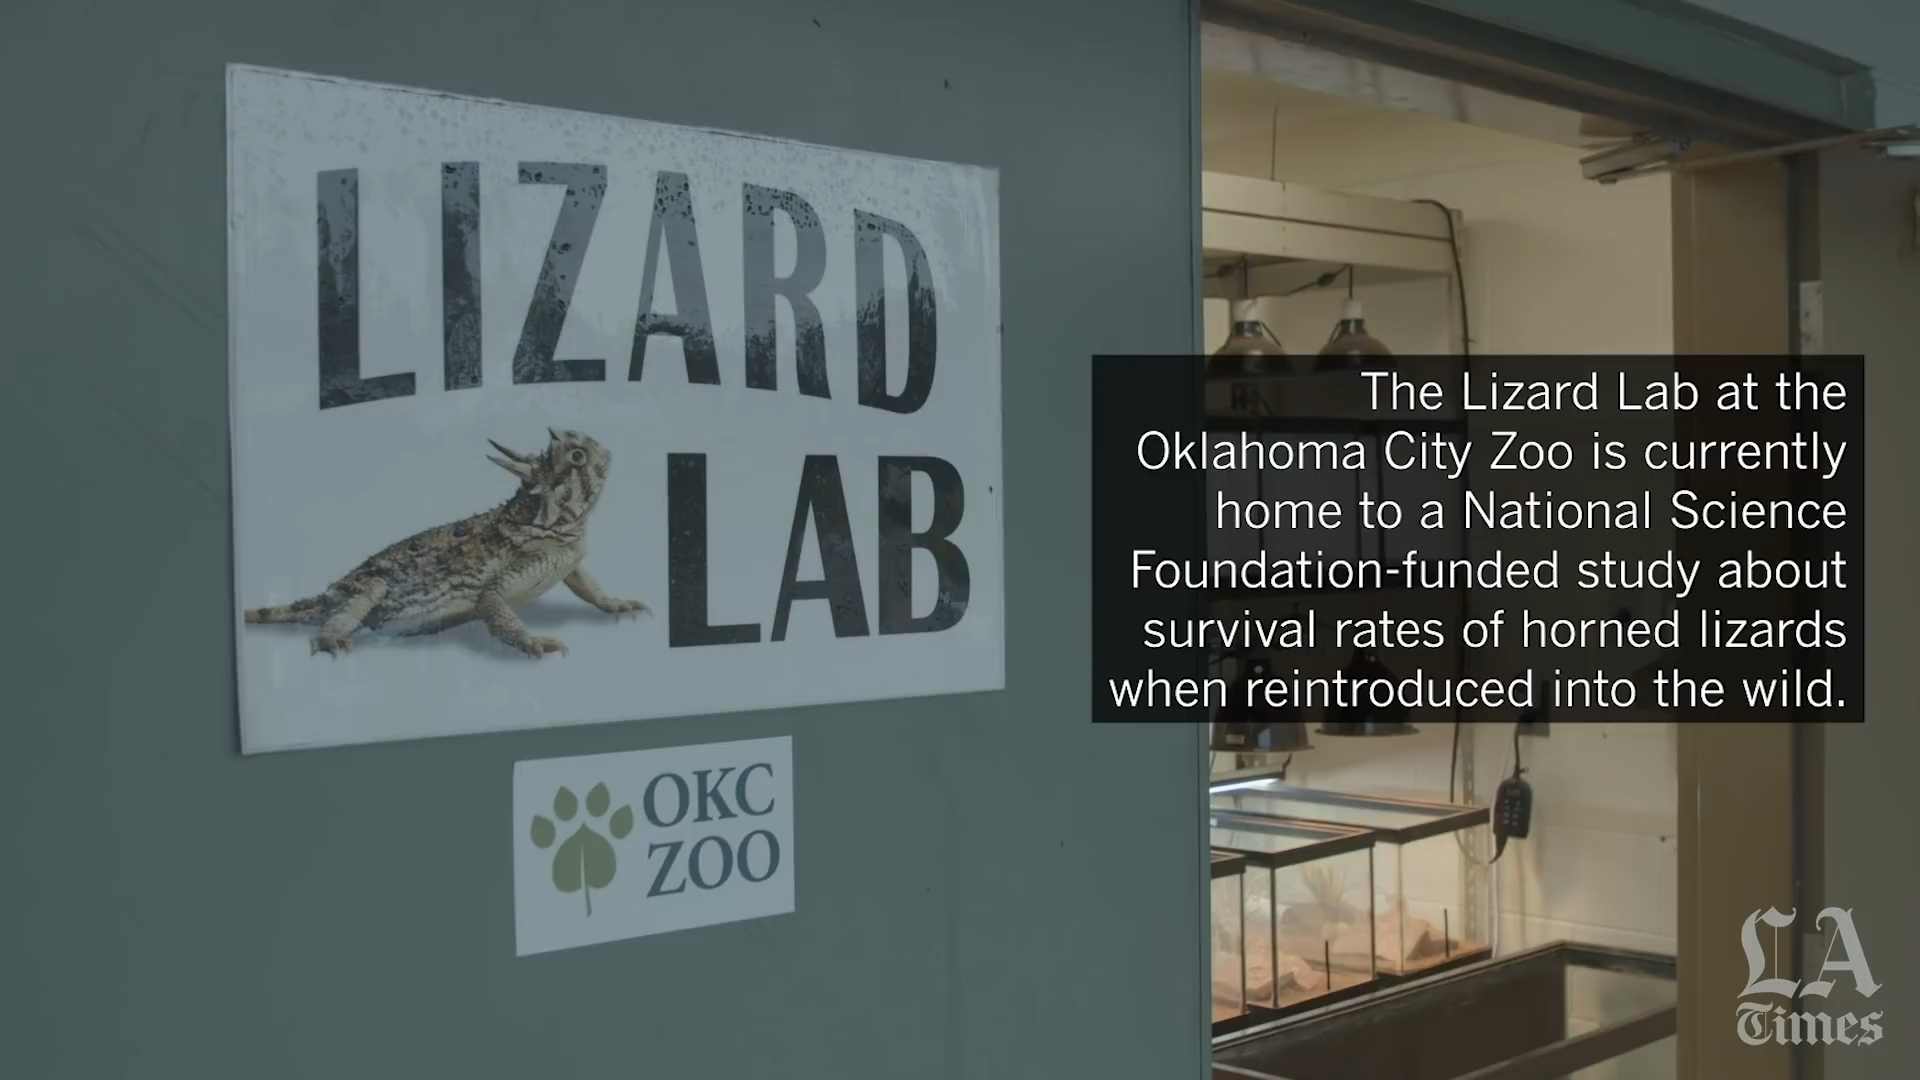 LIZARD
LAB
OKC
ZOO
The Lizard Lab at the
Oklahoma City Zoo is currently
home to a National Science
Foundation-funded study about
survival rates of horned lizards
when reintroduced into the wild.
LA
Times